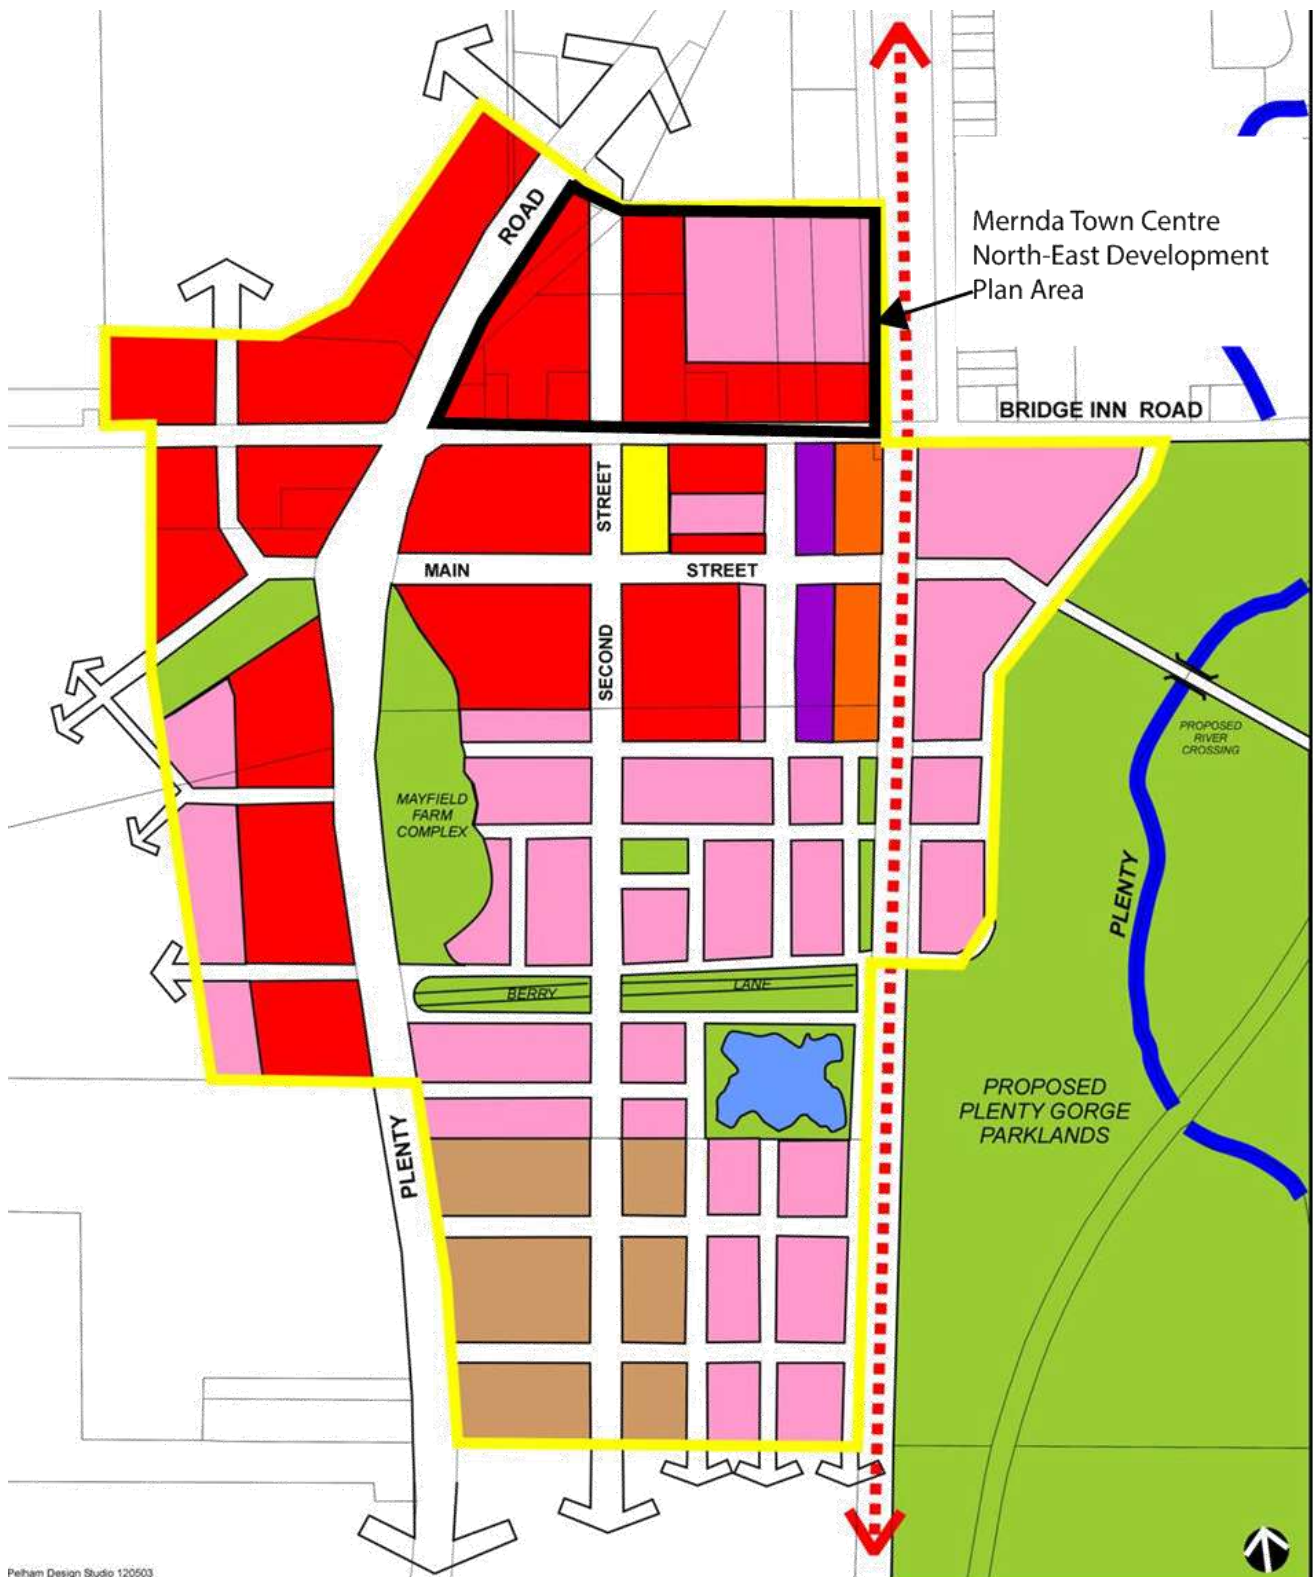 ROAD
Mernda Town Centre
North-East Development
Plan Area
BRIDGE INN ROAD
STREET
MAIN STREET
SECOND
PROPOSED
RIVER
CROSSING
MAYFIELD
FARM
COMPLEX
PLENTY
BERRY LANE
PROPOSED
PLENTY GORGE
PARKLANDS
PLENTY
Pelham Design Studio 120503